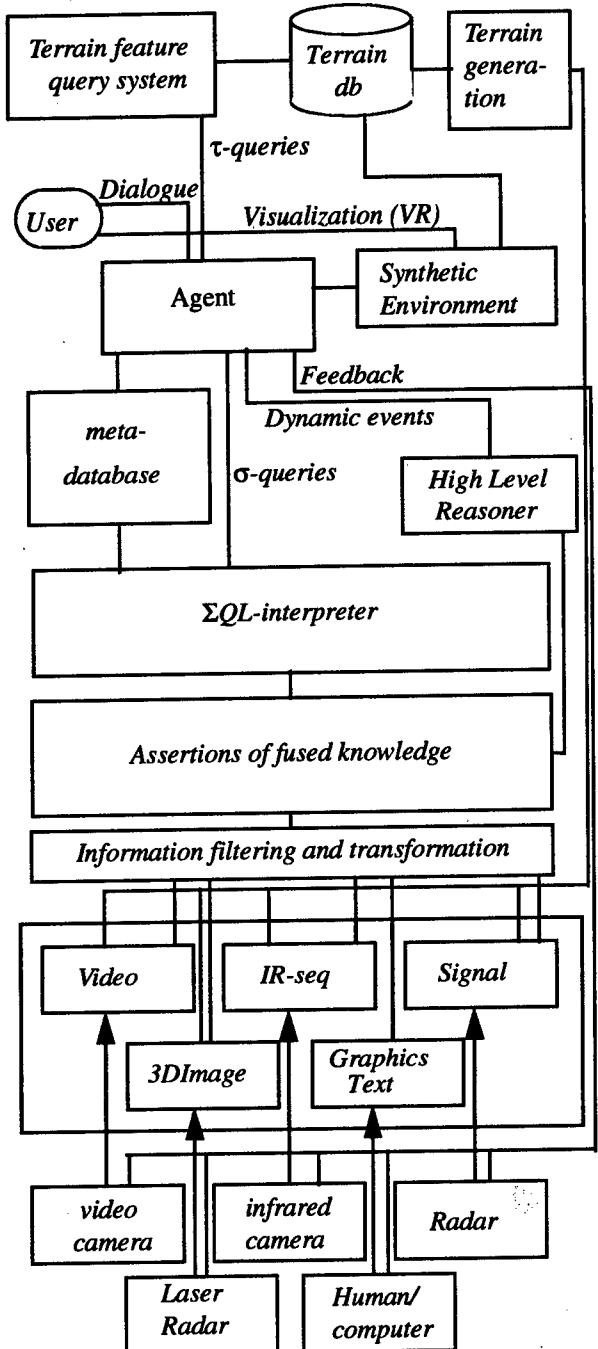 Terrain feature
query system
Terrain
db
Terrain
genera-
tion
τ-queries
Dialogue
User
Visualization (VR)
Agent
Synthetic
Environment
Feedback
Dynamic events
meta-
database
σ-queries
High Level
Reasoner
ΣQL-interpreter
Assertions of fused knowledge
Information filtering and transformation
Video
IR-seq
Signal
3DImage
Graphics
Text
video
camera
infrared
camera
Radar
Laser
Radar
Human/
computer